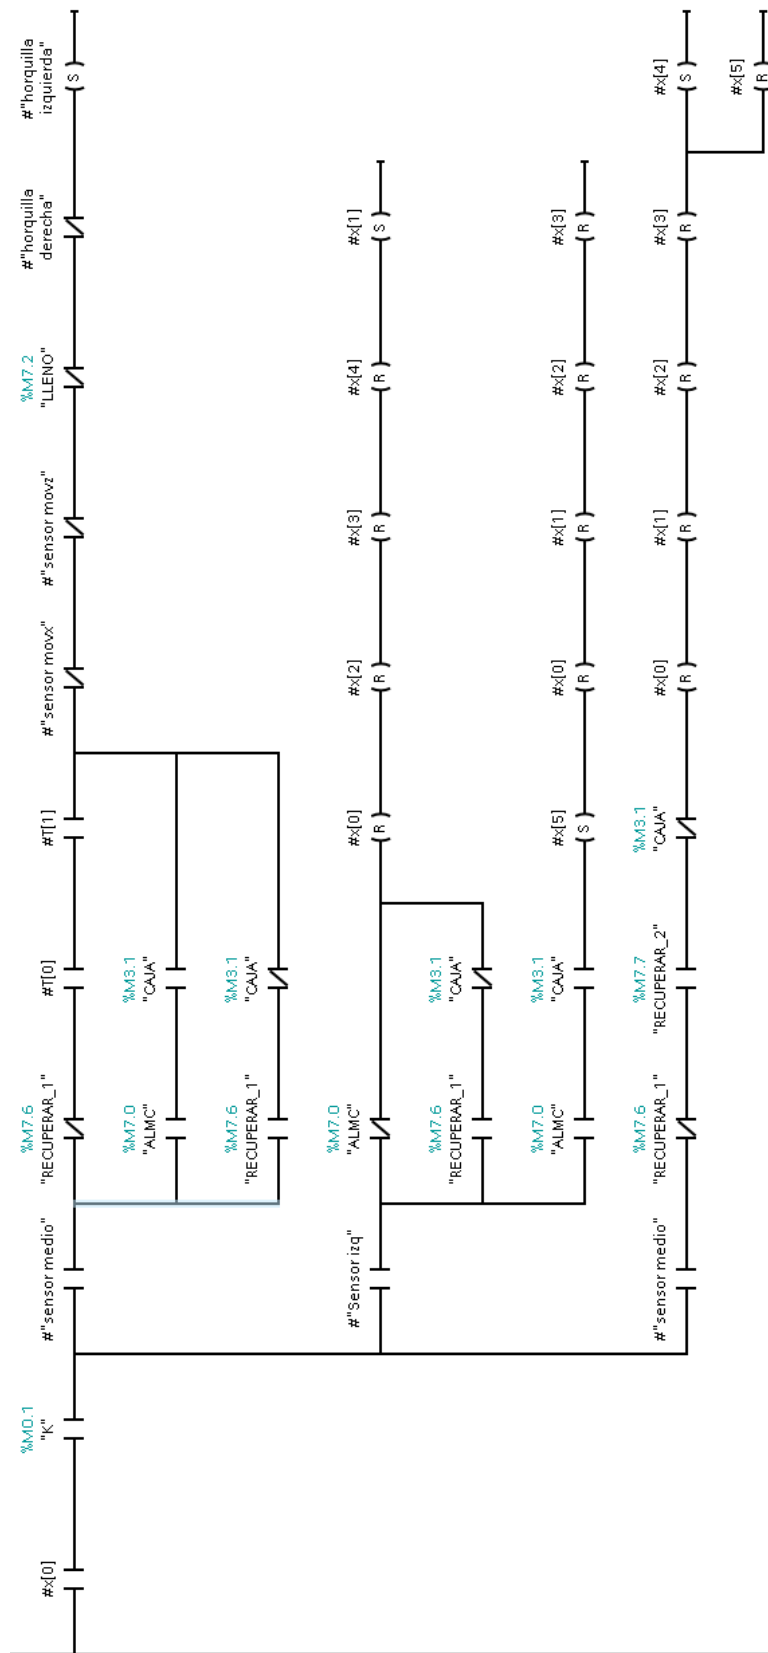 #x[0]
%M0.1
"K"
#"sensor medio"
%M7.6
"RECUPERAR_1"
#T[0]
#T[1]
#"sensor movx"
#"sensor movz"
%M7.2
"LLENO"
#"horquilla
derecha"
#"horquilla
izquierda"
S
%M7.0
"ALMC"
%M3.1
"CAJA"
%M7.6
"RECUPERAR_1"
%M3.1
"CAJA"
#"Sensor izq"
%M7.0
"ALMC"
#x[0]
R
#x[2]
R
#x[3]
R
#x[4]
R
#x[1]
S
%M7.6
"RECUPERAR_1"
%M3.1
"CAJA"
%M7.0
"ALMC"
%M3.1
"CAJA"
#x[5]
S
#x[0]
R
#x[1]
R
#x[2]
R
#x[3]
R
#"sensor medio"
%M7.6
"RECUPERAR_1"
%M7.7
"RECUPERAR_2"
%M3.1
"CAJA"
#x[0]
R
#x[1]
R
#x[2]
R
#x[3]
R
#x[4]
S
#x[5]
R